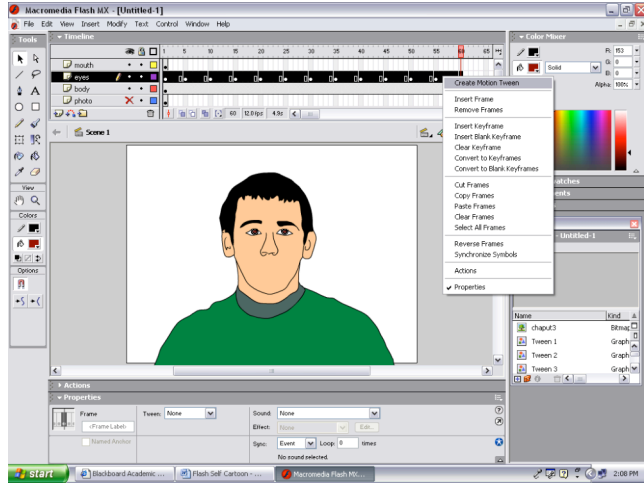 Macromedia Flash MX - [Untitled-1]
File Edit View Insert Modify Text Control Window Help
Tools
Timeline
1 5 10 15 20 25 30 35 40 45 50 55 60 65
mouth
eyes
body
photo
60 12.0 fps 4.9s
Scene 1
View
Colors
Options
Create Motion Tween
Insert Frame
Remove Frames
Insert Keyframe
Insert Blank Keyframe
Clear Keyframe
Convert to Keyframes
Convert to Blank Keyframes
Cut Frames
Copy Frames
Paste Frames
Clear Frames
Select All Frames
Reverse Frames
Synchronize Symbols
Actions
Properties
Color Mixer
R: 153
Solid G: 0
B: 0
Alpha: 100%
- Untitled-1
Name Kind
chaput3 Bitmap
Tween 1 Graph
Tween 2 Graph
Tween 3 Graph
Actions
Properties
Frame Tween: None Sound: None
<Frame Label> Effect: None Edit...
Named Anchor Sync: Event Loop: 0 times
No sound selected.
start Blackboard Academic ... Flash Self Cartoon - ... Macromedia Flash MX... 2:08 PM